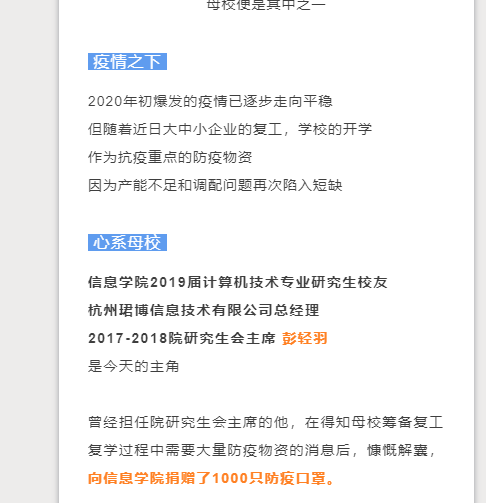 母校便是其中之一
疫情之下
2020年初爆发的疫情已逐步走向平稳
但随着近日大中小企业的复工，学校的开学
作为抗疫重点的防疫物资
因为产能不足和调配问题再次陷入短缺
心系母校
信息学院2019届计算机技术专业研究生校友
杭州珺博信息技术有限公司总经理
2017-2018院研究生会主席 彭轻羽
是今天的主角
曾经担任院研究生会主席的他，在得知母校筹备复工
复学过程中需要大量防疫物资的消息后，慷慨解囊，
向信息学院捐赠了1000只防疫口罩。